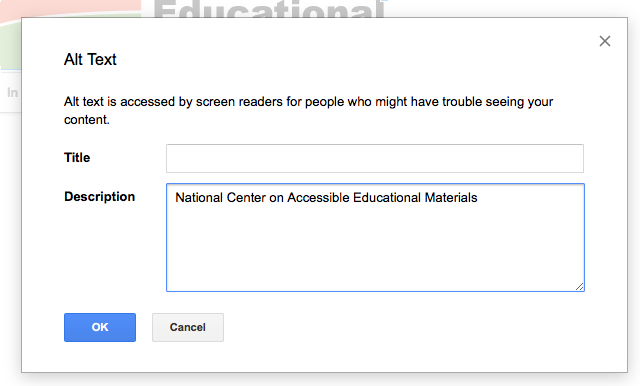 Educational
In
Alt Text
Alt text is accessed by screen readers for people who might have trouble seeing your
content.
Title
Description
National Center on Accessible Educational Materials
OK
Cancel